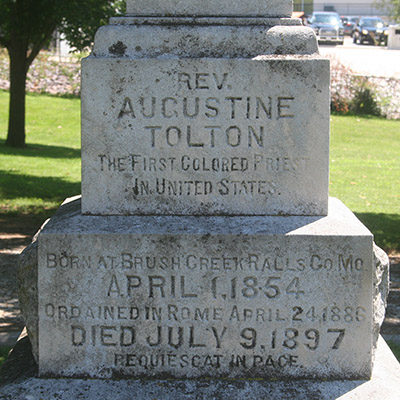 REV.
AUGUSTINE
TOLTON
THE FIRST COLORED PRIEST
IN UNITED STATES.
BORN AT BRUSH CREEK RALLS CO MO
APRIL 1, 1854
ORDAINED IN ROME APRIL 24, 1886
DIED JULY 9, 1897
REQUIESCAT IN PACE.